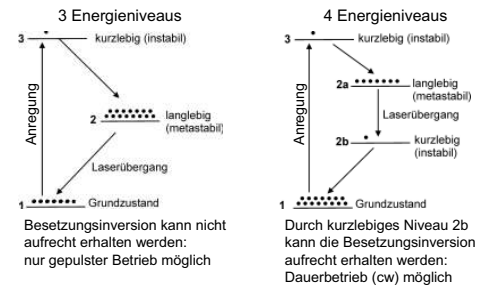 3 Energieniveaus
3
kurzlebig (instabil)
Anregung
2
langlebig
(metastabil)
Laserübergang
1
Grundzustand
Besetzungsinversion kann nicht
aufrecht erhalten werden:
nur gepulster Betrieb möglich
4 Energieniveaus
3
kurzlebig (instabil)
Anregung
2a
langlebig
(metastabil)
Laserübergang
2b
kurzlebig
(instabil)
1
Grundzustand
Durch kurzlebiges Niveau 2b
kann die Besetzungsinversion
aufrecht erhalten werden:
Dauerbetrieb (cw) möglich